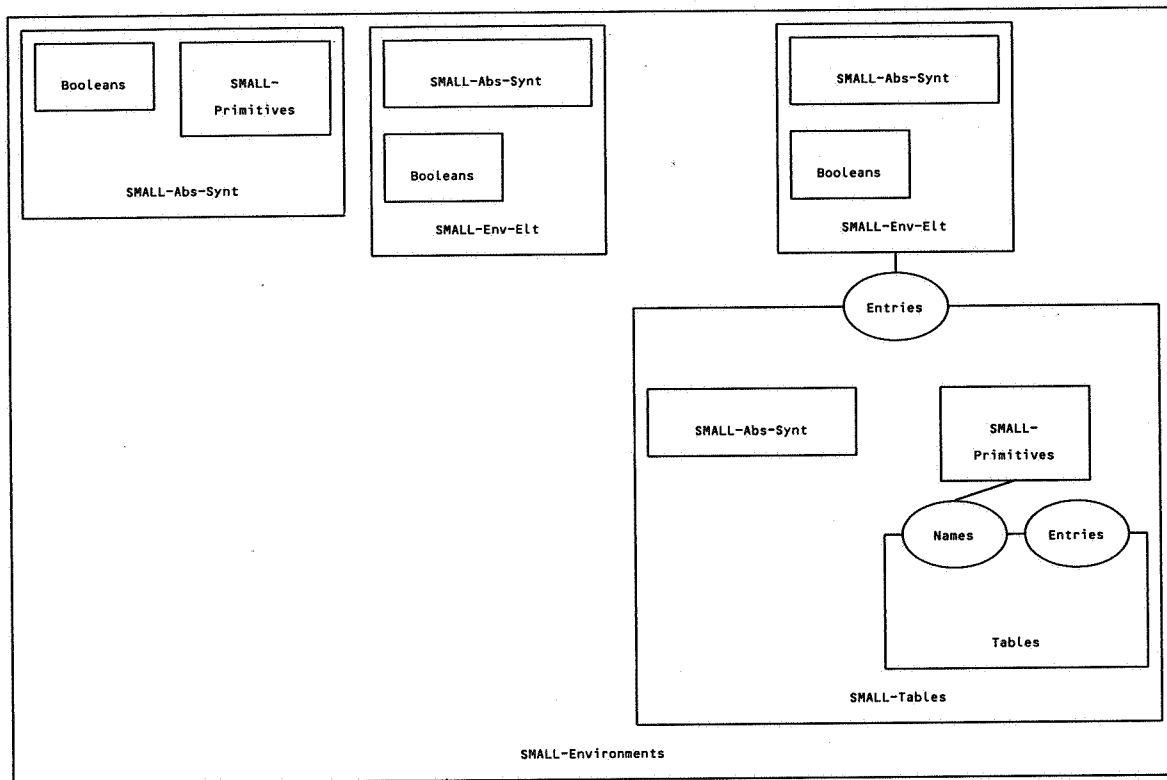 Booleans
SMALL-
Primitives
SMALL-Abs-Synt
SMALL-Abs-Synt
Booleans
SMALL-Env-Elt
SMALL-Abs-Synt
Booleans
SMALL-Env-Elt
Entries
SMALL-Abs-Synt
SMALL-
Primitives
Names
Entries
Tables
SMALL-Tables
SMALL-Environments